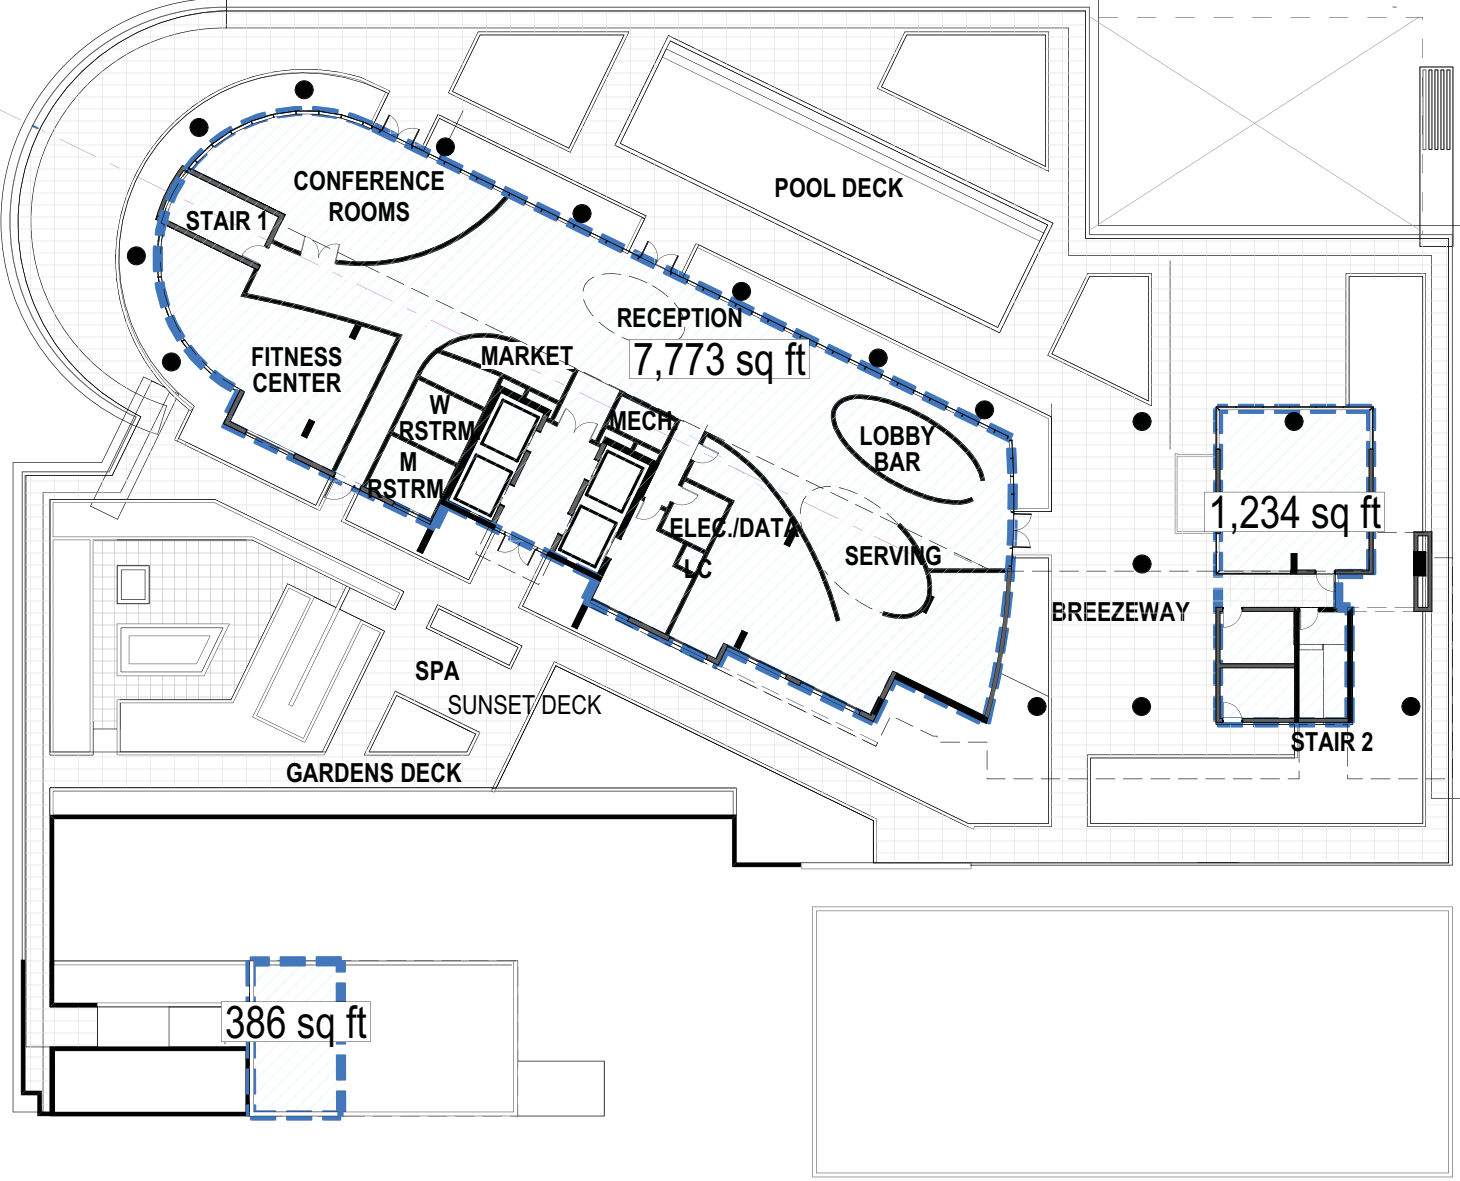 CONFERENCE
ROOMS
POOL DECK
STAIR 1
RECEPTION
7,773 sq ft
MARKET
FITNESS
CENTER
W
RSTRM
MECH.
M
RSTRM
LOBBY
BAR
1,234 sq ft
ELEC./DATA
LC
SERVING
BREEZEWAY
SPA
SUNSET DECK
STAIR 2
GARDENS DECK
386 sq ft